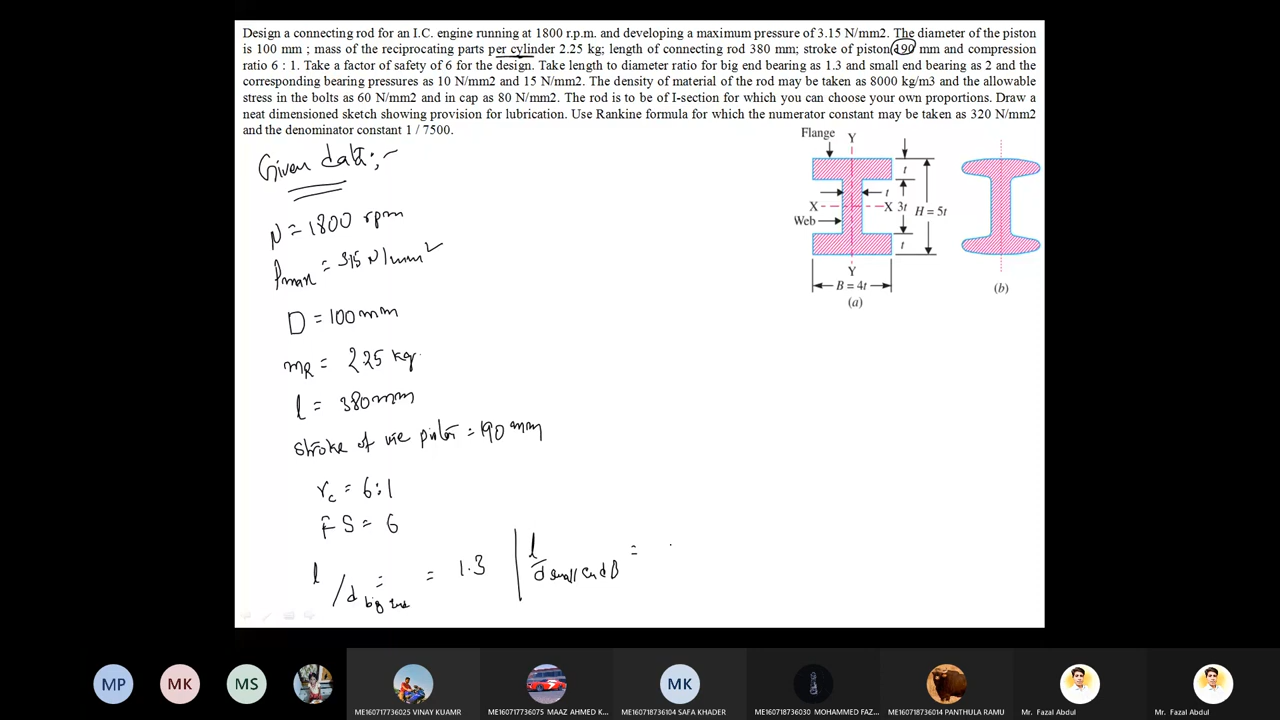 Design a connecting rod for an I.C. engine running at 1800 r.p.m. and developing a maximum pressure of 3.15 N/mm2. The diameter of the piston
is 100 mm ; mass of the reciprocating parts per cylinder 2.25 kg; length of connecting rod 380 mm; stroke of piston 190 mm and compression
ratio 6 : 1. Take a factor of safety of 6 for the design. Take length to diameter ratio for big end bearing as 1.3 and small end bearing as 2 and the
corresponding bearing pressures as 10 N/mm2 and 15 N/mm2. The density of material of the rod may be taken as 8000 kg/m3 and the allowable
stress in the bolts as 60 N/mm2 and in cap as 80 N/mm2. The rod is to be of I-section for which you can choose your own proportions. Draw a
neat dimensioned sketch showing provision for lubrication. Use Rankine formula for which the numerator constant may be taken as 320 N/mm2
and the denominator constant 1 / 7500.
Flange Y
t
t
X X 3t H = 5t
Web
t
Y
B = 4t
(a)
(b)
Given data:-
N = 1800 rpm
Pmax = 3.15 N/mm2
D = 100mm
mR = 2.25 kg.
l = 380mm
stroke of piston = 190 mm
rc = 6:1
FS = 6
l/d big end = 1.3
l/d small end B =
MP
MK
MS
MK
ME160717736025 VINAY KUAMR
ME160717736075 MAAZ AHMED K...
ME160718736104 SAFA KHADER
ME160718736030 MOHAMMED FAZ...
ME160718736014 PANTHULA RAMU
Mr. Fazal Abdul
Mr. Fazal Abdul